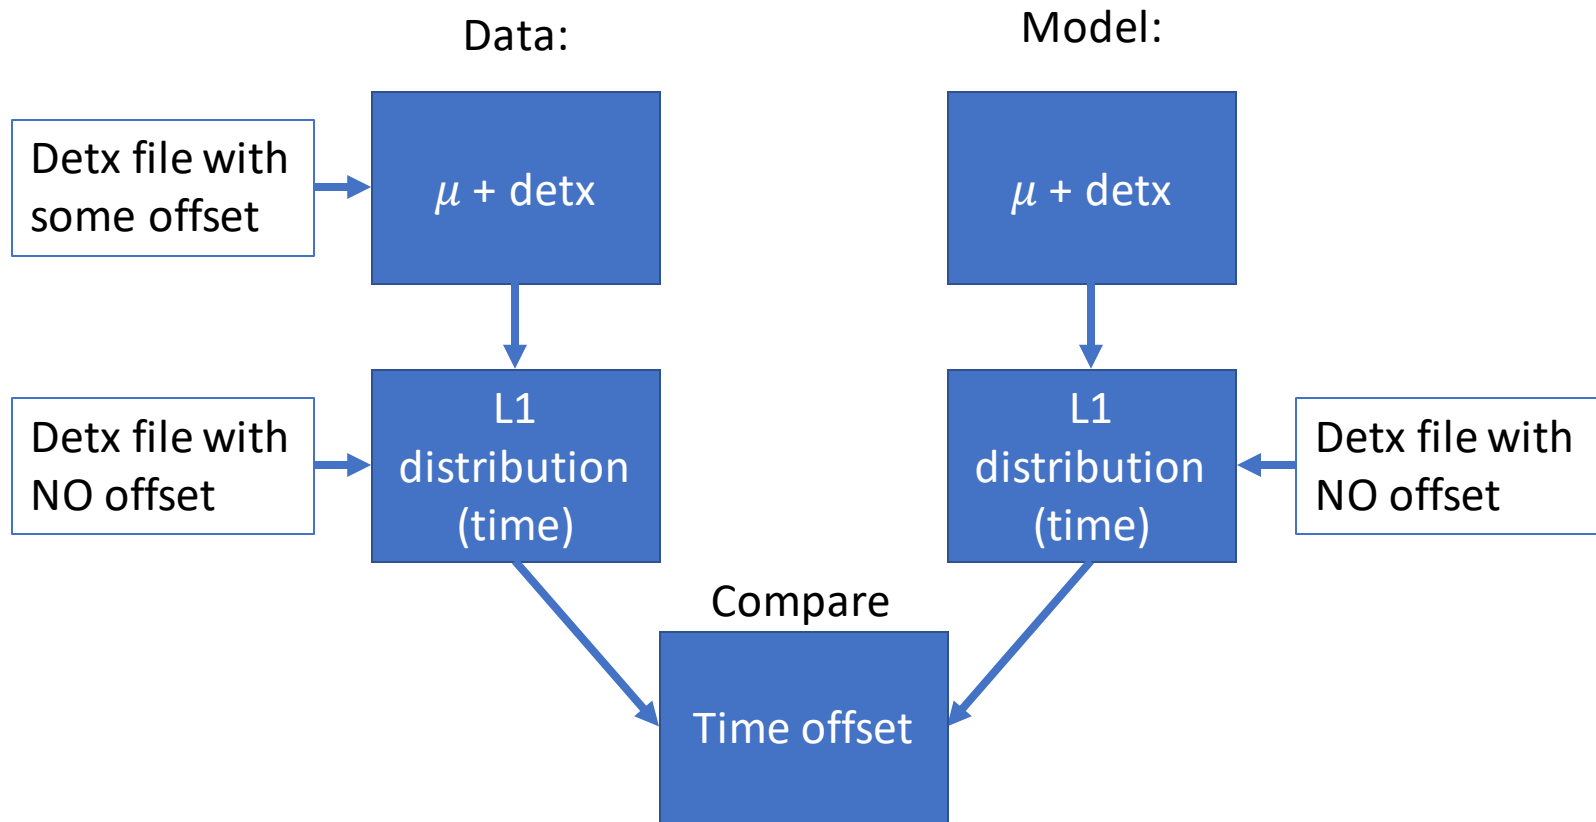 Data:
Model:
Detx file with
some offset
μ + detx
μ + detx
Detx file with
NO offset
L1
distribution
(time)
L1
distribution
(time)
Detx file with
NO offset
Compare
Time offset